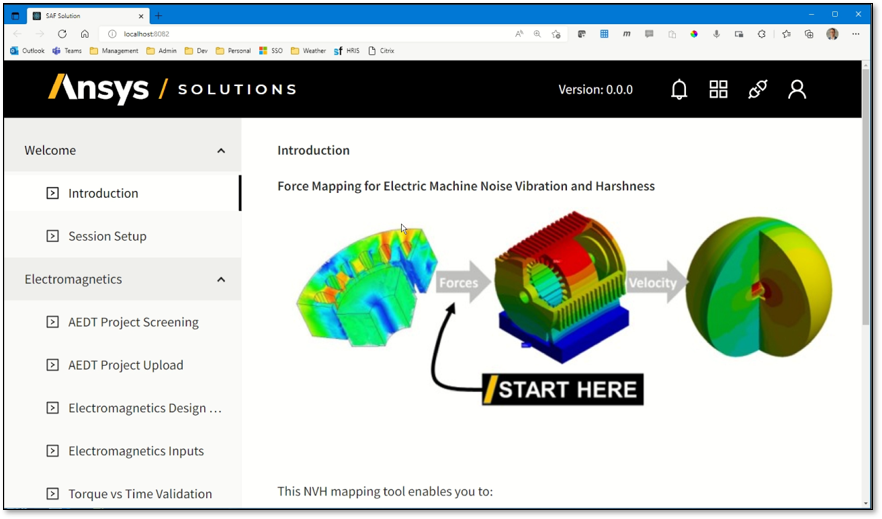 SAF Solution
localhost:8082
Outlook Teams Management Admin Dev Personal SSO Weather HRIS Citrix
Ansys / SOLUTIONS
Version: 0.0.0
Welcome
Introduction
Session Setup
Electromagnetics
AEDT Project Screening
AEDT Project Upload
Electromagnetics Design ...
Electromagnetics Inputs
Torque vs Time Validation
Introduction
Force Mapping for Electric Machine Noise Vibration and Harshness
Forces
Velocity
START HERE
This NVH mapping tool enables you to: